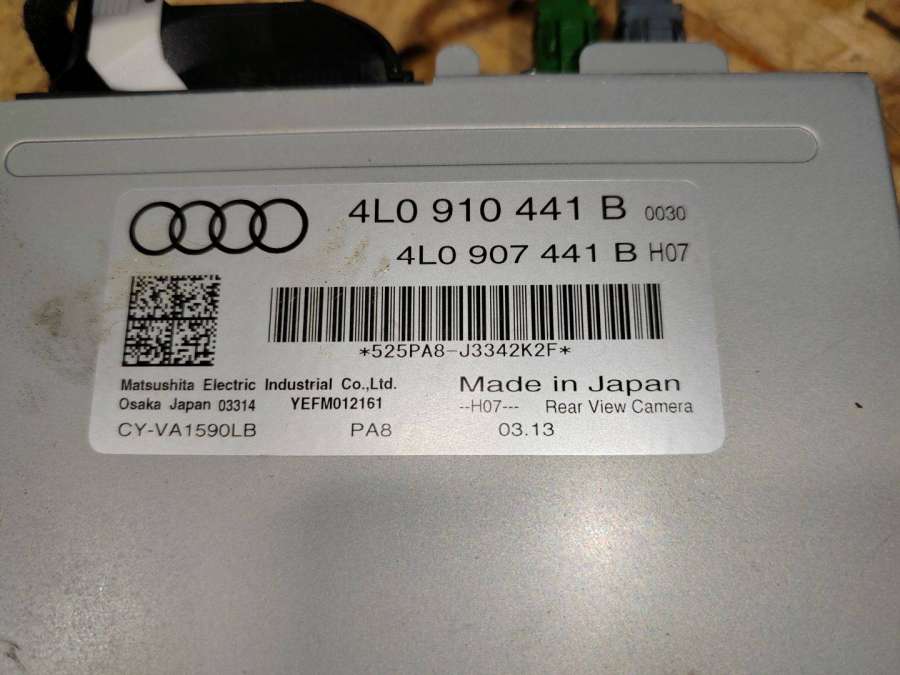 4L0 910 441 B 0030
4L0 907 441 B H07
*525PA8-J3342K2F*
Matsushita Electric Industrial Co.,Ltd.
Made in Japan
Osaka Japan 03314 YEFM012161
--H07--- Rear View Camera
CY-VA1590LB PA8 03.13